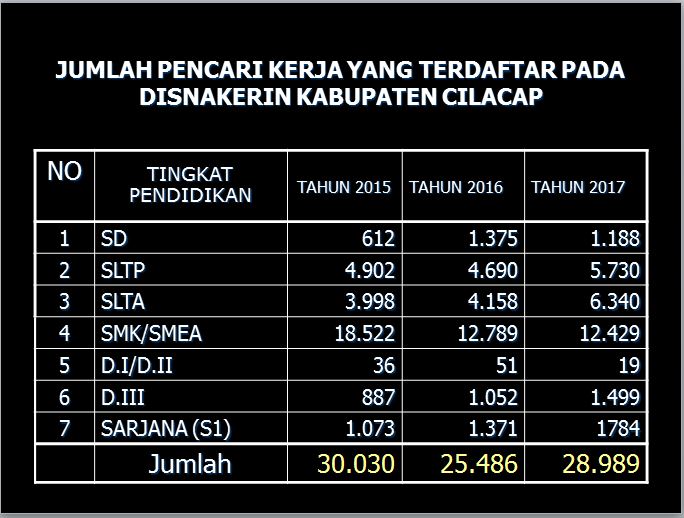 JUMLAH PENCARI KERJA YANG TERDAFTAR PADA
DISNAKERIN KABUPATEN CILACAP
NO TINGKAT PENDIDIKAN TAHUN 2015 TAHUN 2016 TAHUN 2017
1 SD 612 1.375 1.188
2 SLTP 4.902 4.690 5.730
3 SLTA 3.998 4.158 6.340
4 SMK/SMEA 18.522 12.789 12.429
5 D.I/D.II 36 51 19
6 D.III 887 1.052 1.499
7 SARJANA (S1) 1.073 1.371 1784
Jumlah 30.030 25.486 28.989